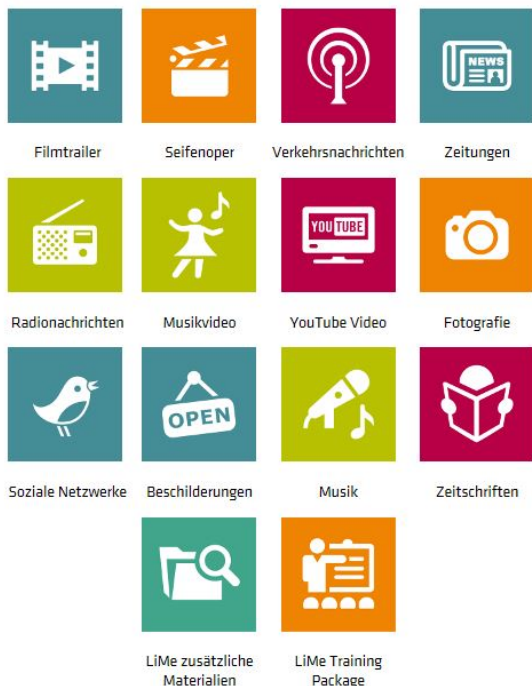 NEWS
Filmtrailer
Seifenoper
Verkehrsnachrichten
Zeitungen
YOU TUBE
Radionachrichten
Musikvideo
YouTube Video
Fotografie
OPEN
Soziale Netzwerke
Beschilderungen
Musik
Zeitschriften
LiMe zusätzliche
Materialien
LiMe Training
Package